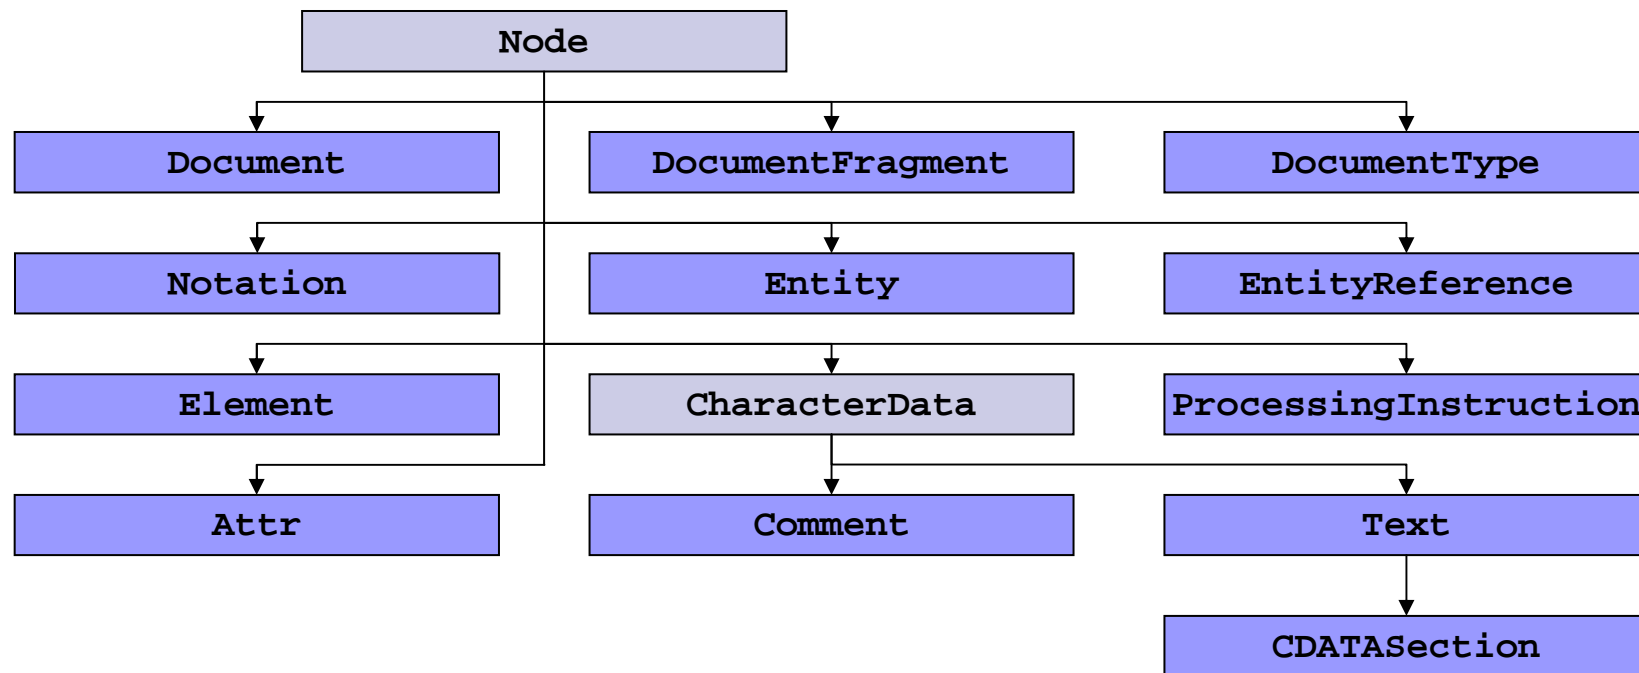 Node
Document
DocumentFragment
DocumentType
Notation
Entity
EntityReference
Element
CharacterData
ProcessingInstruction
Attr
Comment
Text
CDATASection